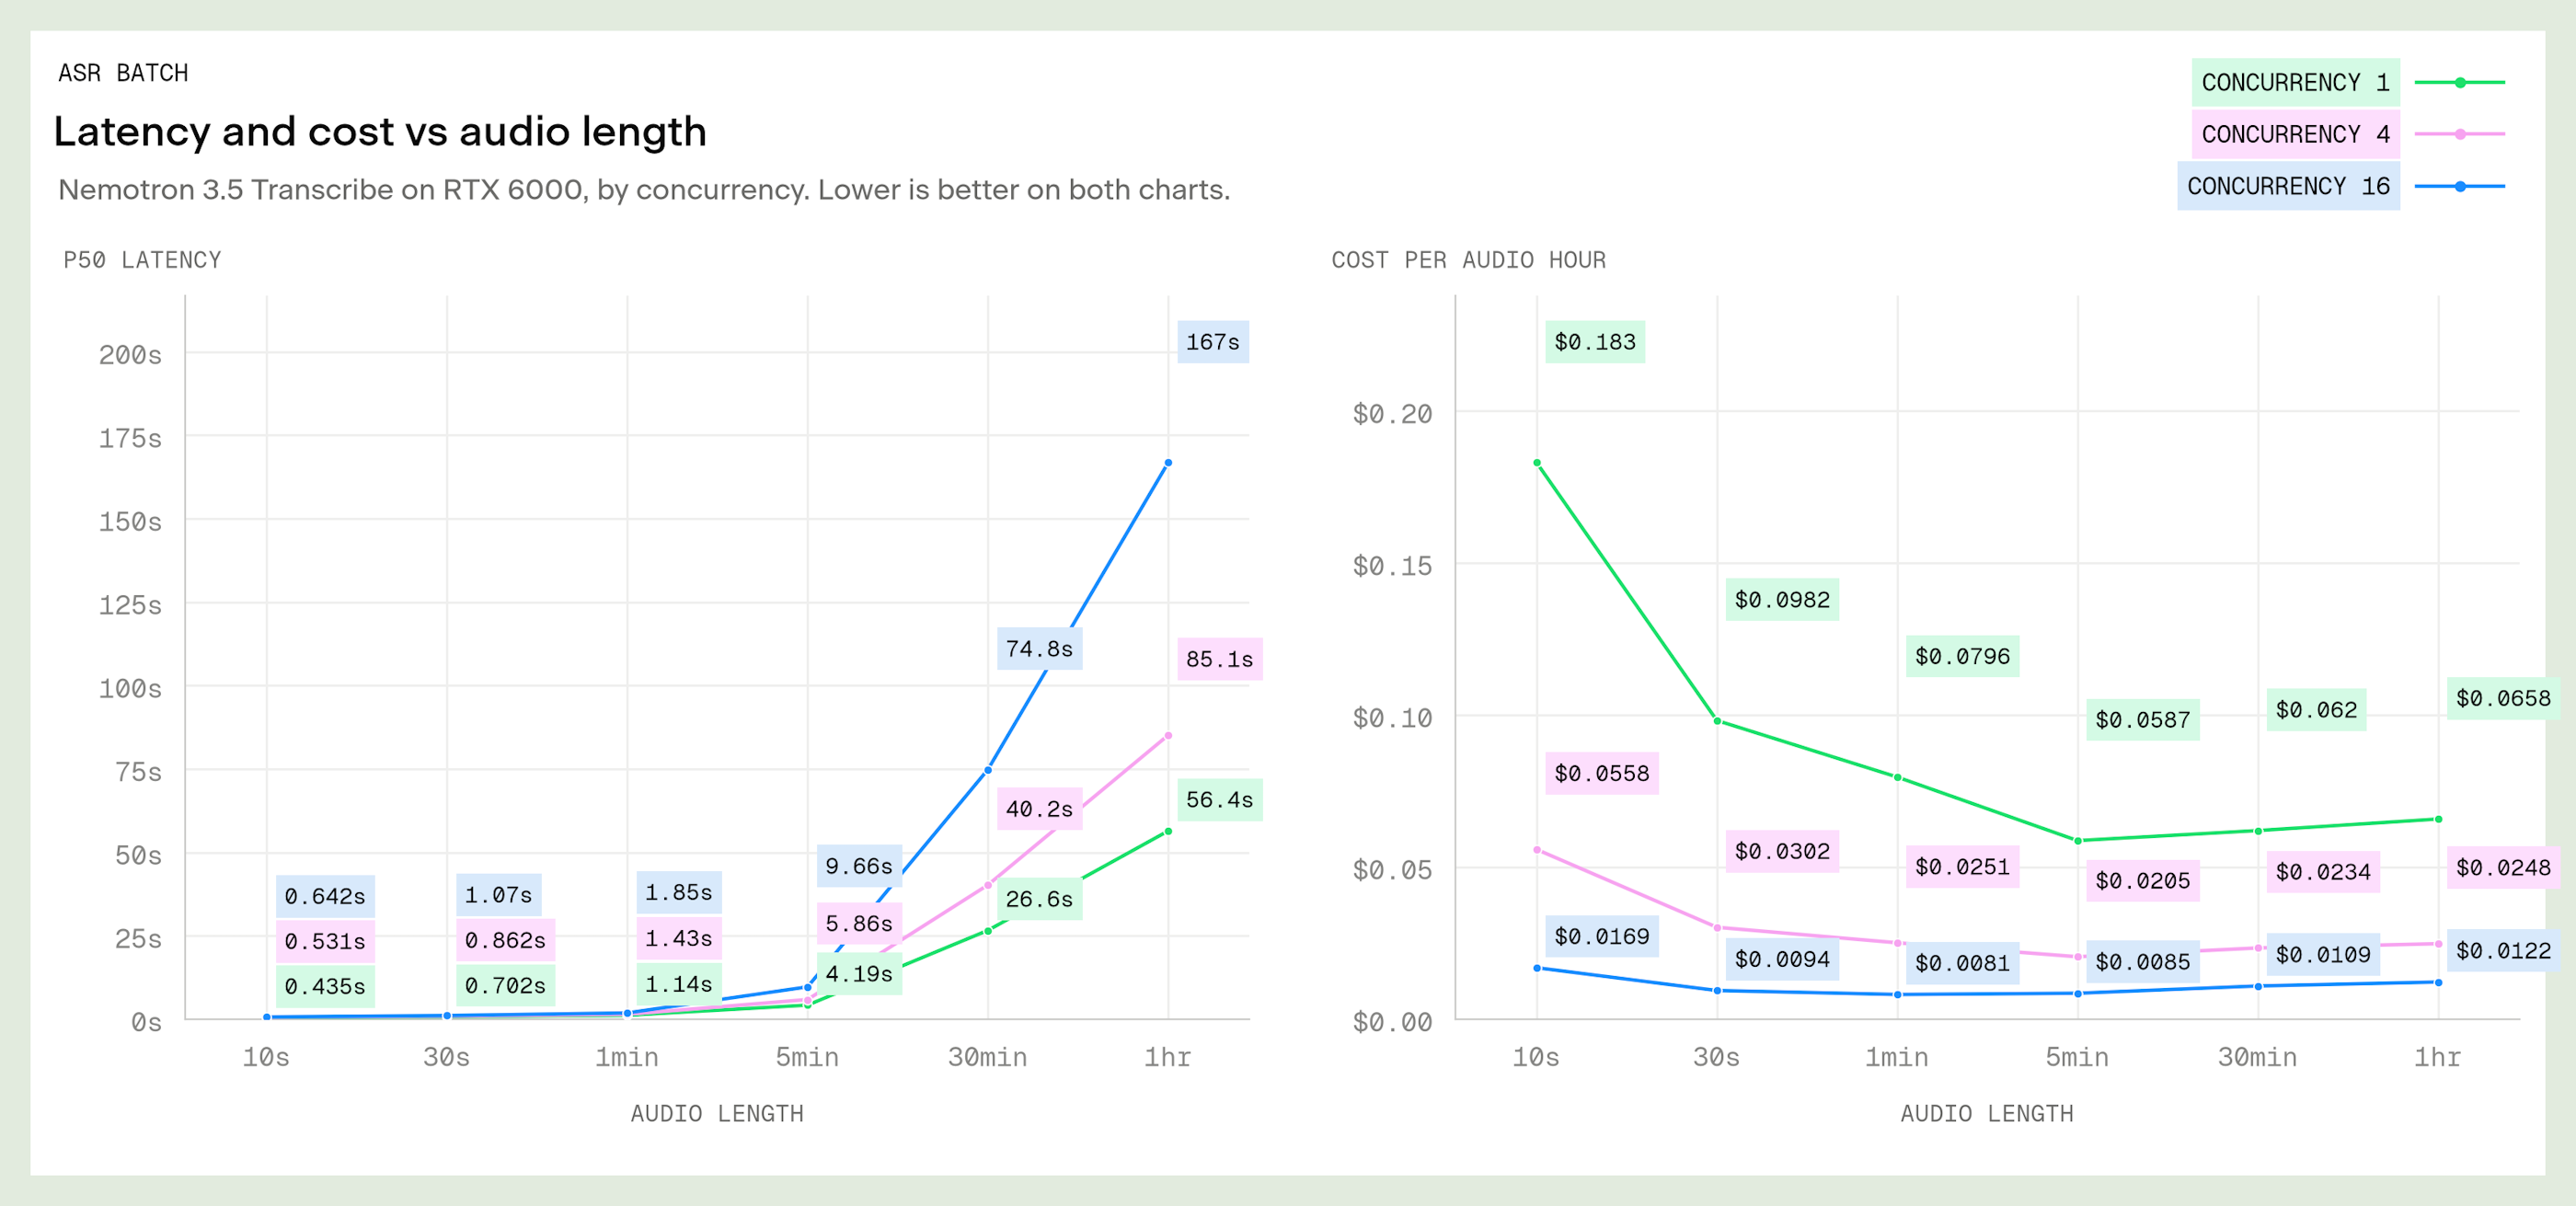 ASR BATCH
Latency and cost vs audio length
Nemotron 3.5 Transcribe on RTX 6000, by concurrency. Lower is better on both charts.
CONCURRENCY 1
CONCURRENCY 4
CONCURRENCY 16
P50 LATENCY
200s
175s
150s
125s
100s
75s
50s
25s
0s
167s
74.8s
85.1s
40.2s
56.4s
26.6s
9.66s
5.86s
4.19s
0.642s
0.531s
0.435s
1.07s
0.862s
0.702s
1.85s
1.43s
1.14s
10s
30s
1min
5min
30min
1hr
AUDIO LENGTH
COST PER AUDIO HOUR
$0.20
$0.15
$0.10
$0.05
$0.00
$0.183
$0.0982
$0.0796
$0.0587
$0.062
$0.0658
$0.0558
$0.0302
$0.0251
$0.0205
$0.0234
$0.0248
$0.0169
$0.0094
$0.0081
$0.0085
$0.0109
$0.0122
10s
30s
1min
5min
30min
1hr
AUDIO LENGTH